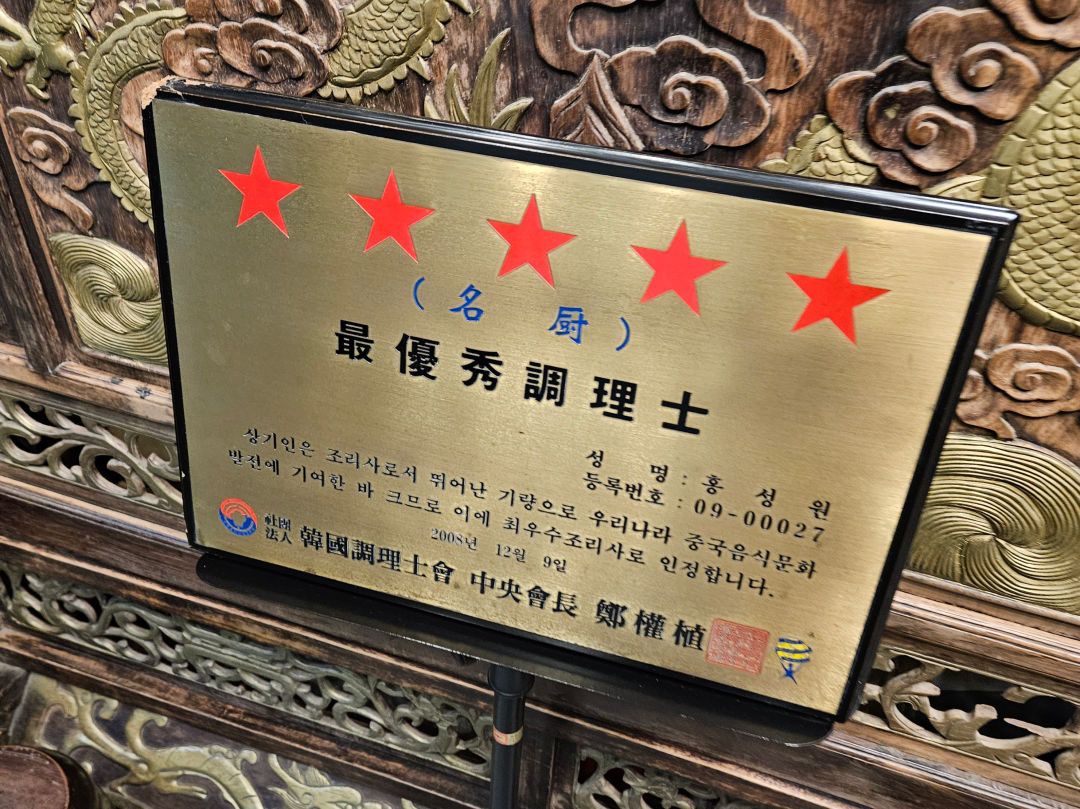 (名 厨)
最優秀調理士
성 명 : 홍 성 원
등록번호 : 09-00027
상기인은 조리사로서 뛰어난 기량으로 우리나라 중국음식문화
발전에 기여한 바 크므로 이에 최우수조리사로 인정합니다.
2008년 12월 9일
社團
法人 韓國調理士會 中央會長 鄭權植